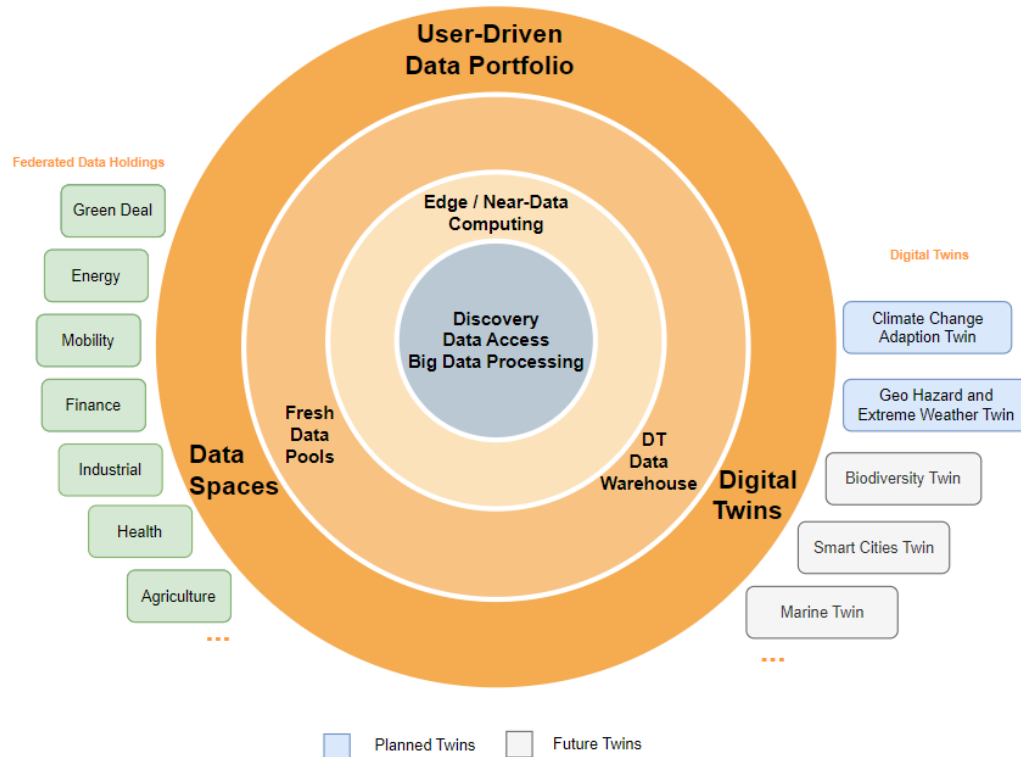 User-Driven
Data Portfolio
Federated Data Holdings
Green Deal
Energy
Mobility
Finance
Industrial
Health
Agriculture
...
Edge / Near-Data
Computing
Discovery
Data Access
Big Data Processing
Fresh
Data
Pools
DT
Data
Warehouse
Data
Spaces
Digital
Twins
Digital Twins
Climate Change
Adaption Twin
Geo Hazard and
Extreme Weather Twin
Biodiversity Twin
Smart Cities Twin
Marine Twin
...
Planned Twins
Future Twins